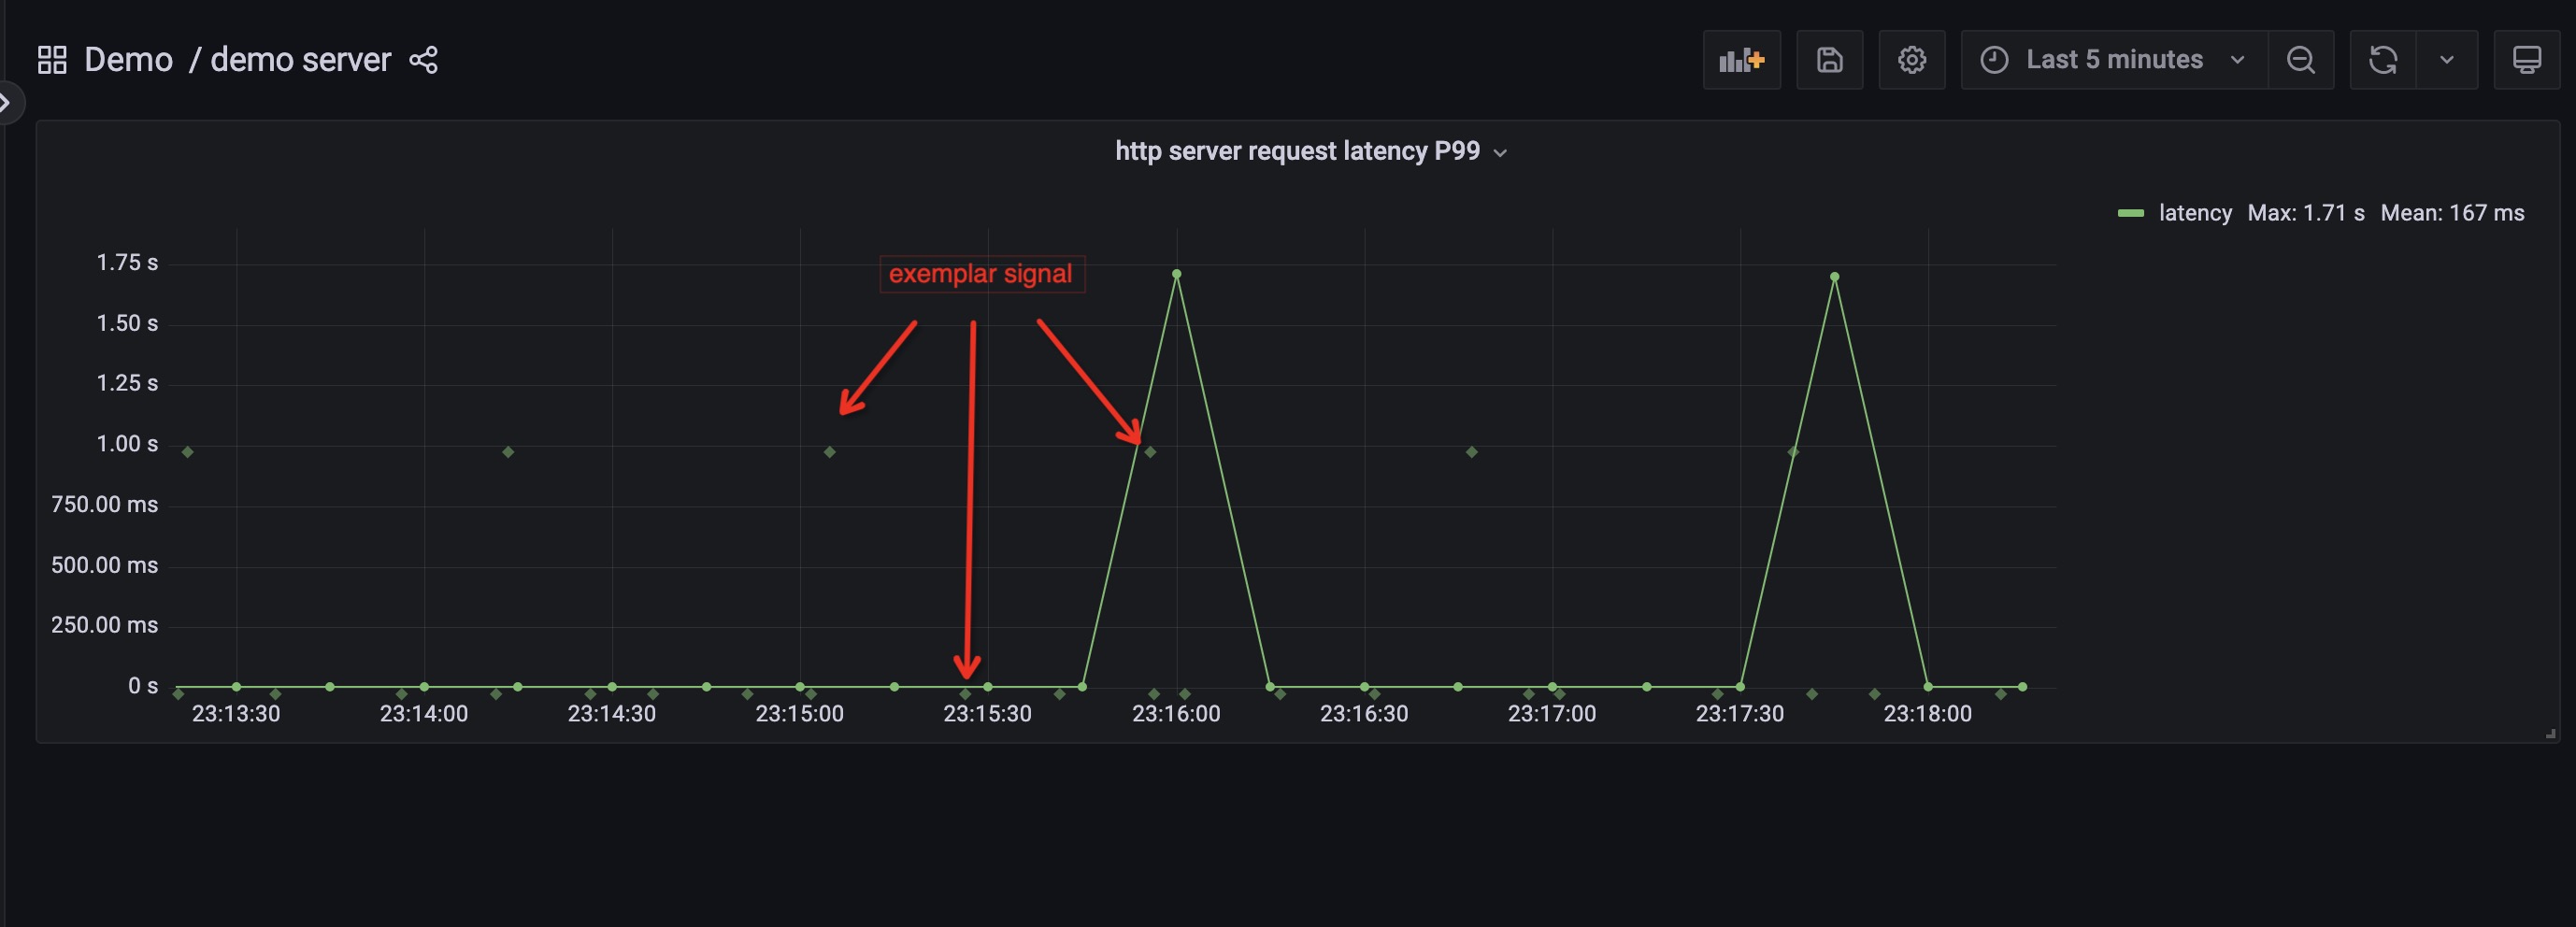 Demo / demo server
Last 5 minutes
http server request latency P99
latency Max: 1.71 s Mean: 167 ms
exemplar signal
1.75 s
1.50 s
1.25 s
1.00 s
750.00 ms
500.00 ms
250.00 ms
0 s
23:13:30 23:14:00 23:14:30 23:15:00 23:15:30 23:16:00 23:16:30 23:17:00 23:17:30 23:18:00